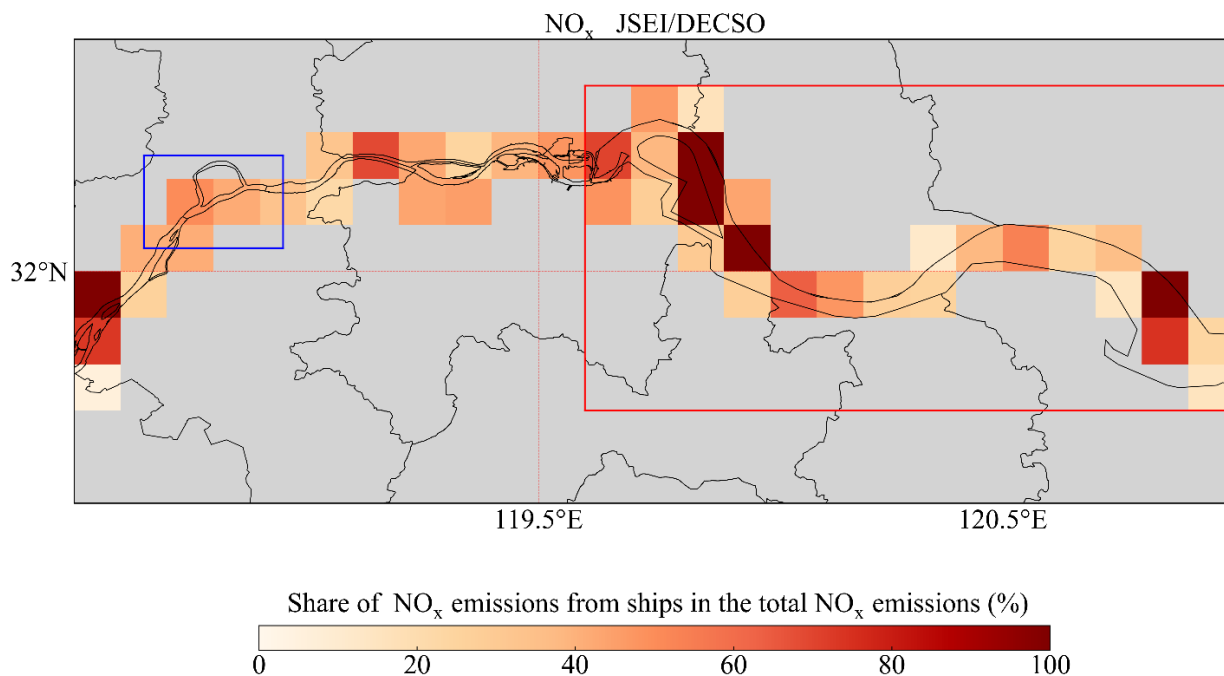 NOx JSEI/DECSO
32°N
119.5°E 120.5°E
Share of NOx emissions from ships in the total NOx emissions (%)
0 20 40 60 80 100